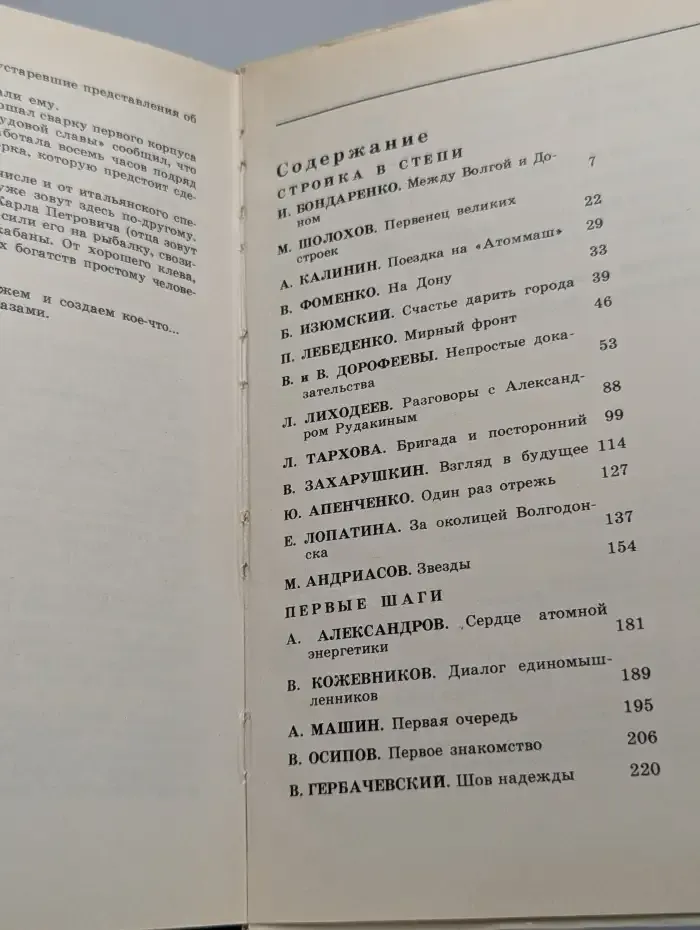 устаревшие представления об
али ему.
ршал сварку первого корпуса
удовой славы» сообщил, что
ботала восемь часов подряд
рка, которую предстоит сде-
числе и от итальянского спе-
уже зовут здесь по-другому.
Карла Петровича (отца зовут
сили его на рыбалку, свози-
кабаны. От хорошего клева,
х богатств простому челове-
жем и создаем кое-что...
азами.
Содержание
СТРОЙКА В СТЕПИ
И. БОНДАРЕНКО. Между Волгой и До-
ном 7
М. ШОЛОХОВ. Первенец великих
строек 22
А. КАЛИНИН. Поездка на «Атоммаш» 29
В. ФОМЕНКО. На Дону 33
Б. ИЗЮМСКИЙ. Счастье дарить города 39
П. ЛЕБЕДЕНКО. Мирный фронт 46
В. и В. ДОРОФЕЕВЫ. Непростые дока-
зательства 53
Л. ЛИХОДЕЕВ. Разговоры с Александ-
ром Рудакиным 88
Л. ТАРХОВА. Бригада и посторонний 99
В. ЗАХАРУШКИН. Взгляд в будущее 114
Ю. АПЕНЧЕНКО. Один раз отрежь 127
Е. ЛОПАТИНА. За околицей Волгодон-
ска 137
М. АНДРИАСОВ. Звезды 154
ПЕРВЫЕ ШАГИ
А. АЛЕКСАНДРОВ. Сердце атомной
энергетики 181
В. КОЖЕВНИКОВ. Диалог единомыш-
ленников 189
А. МАШИН. Первая очередь 195
В. ОСИПОВ. Первое знакомство 206
В. ГЕРБАЧЕВСКИЙ. Шов надежды 220